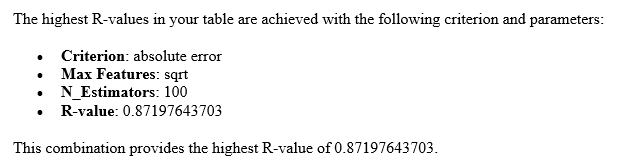 The highest R-values in your table are achieved with the following criterion and parameters:
• Criterion: absolute error
• Max Features: sqrt
• N_Estimators: 100
• R-value: 0.87197643703
This combination provides the highest R-value of 0.87197643703.